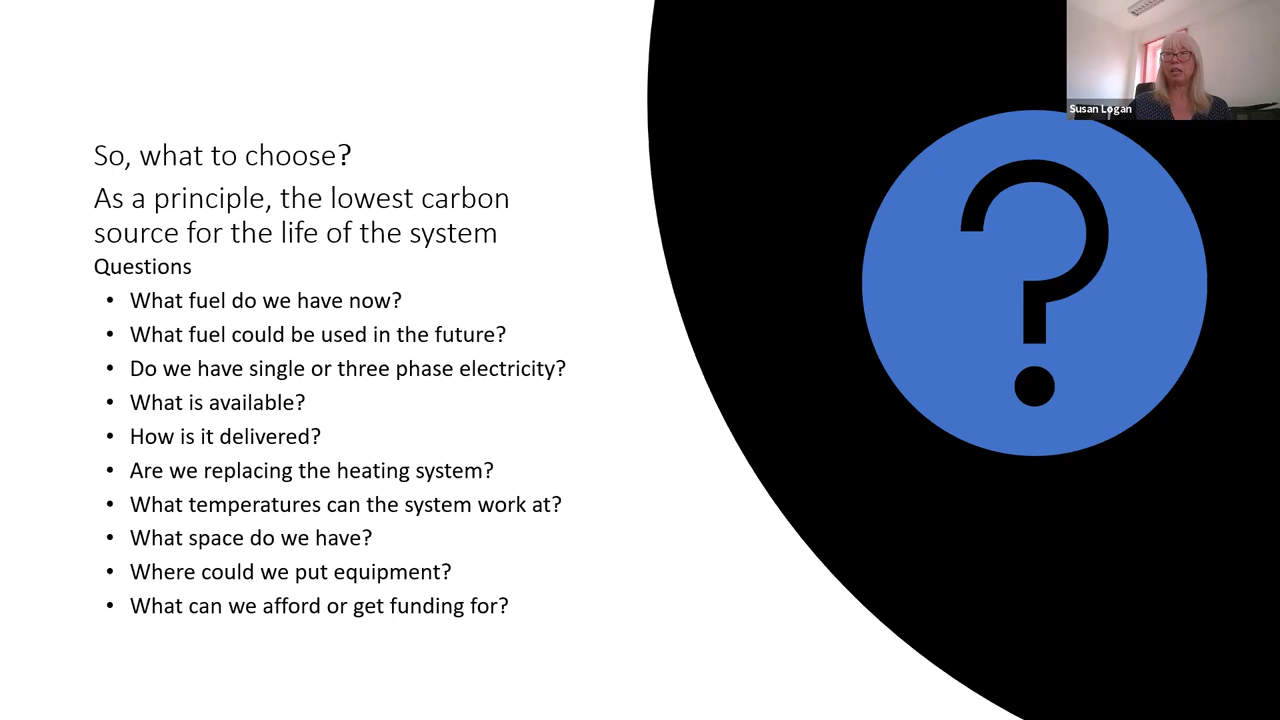 So, what to choose?
As a principle, the lowest carbon
source for the life of the system
Questions
• What fuel do we have now?
• What fuel could be used in the future?
• Do we have single or three phase electricity?
• What is available?
• How is it delivered?
• Are we replacing the heating system?
• What temperatures can the system work at?
• What space do we have?
• Where could we put equipment?
• What can we afford or get funding for?
?
Susan Logan